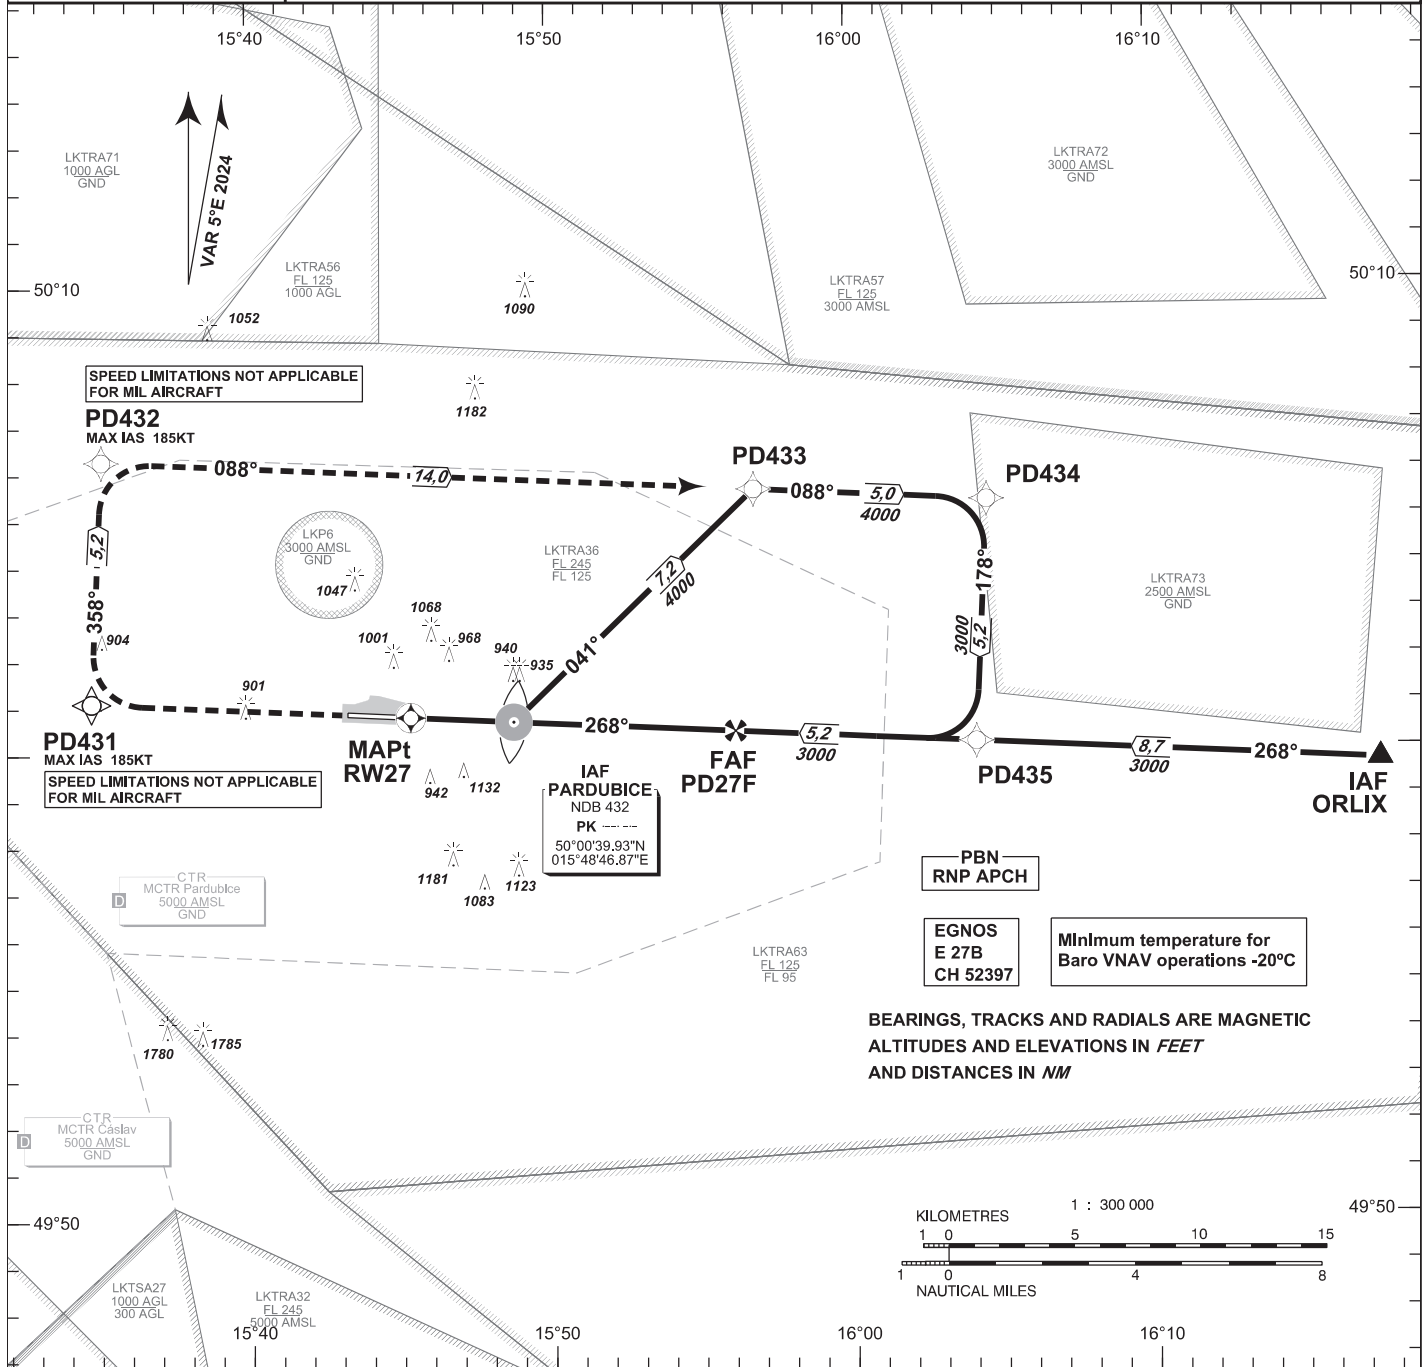 15°40
15°50
16°00
16°10
LKTRA71
1000 AGL
GND
VAR 5°E 2024
LKTRA72
3000 AMSL
GND
LKTRA56
FL 125
1000 AGL
LKTRA57
FL 125
3000 AMSL
50°10
50°10
1090
1052
SPEED LIMITATIONS NOT APPLICABLE
FOR MIL AIRCRAFT
1182
PD432
MAX IAS 185KT
088°
14,0
PD433
088°
5,0
4000
PD434
5,2
LKP6
3000 AMSL
GND
1047
LKTRA36
FL 245
FL 125
7,2
4000
178°
LKTRA73
2500 AMSL
GND
358°
904
1068
1001
968
940
935
041°
3000
5,2
901
PD431
MAX IAS 185KT
SPEED LIMITATIONS NOT APPLICABLE
FOR MIL AIRCRAFT
MAPt
RW27
268°
FAF
PD27F
5,2
3000
PD435
8,7
3000
268°
IAF
ORLIX
942
1132
IAF
PARDUBICE
NDB 432
PK
50°00'39.93"N
015°48'46.87"E
1181
1083
1123
PBN
RNP APCH
CTR
MCTR Pardubice
5000 AMSL
GND
D
EGNOS
E 27B
CH 52397
Minimum temperature for
Baro VNAV operations -20°C
LKTRA63
FL 125
FL 95
BEARINGS, TRACKS AND RADIALS ARE MAGNETIC
ALTITUDES AND ELEVATIONS IN FEET
AND DISTANCES IN NM
1780
1785
CTR
MCTR Čáslav
5000 AMSL
GND
D
49°50
49°50
1 : 300 000
KILOMETRES
1 0 5 10 15
1 0 4 8
NAUTICAL MILES
LKTSA27
1000 AGL
300 AGL
LKTRA32
FL 245
5000 AMSL
15°40
15°50
16°00
16°10